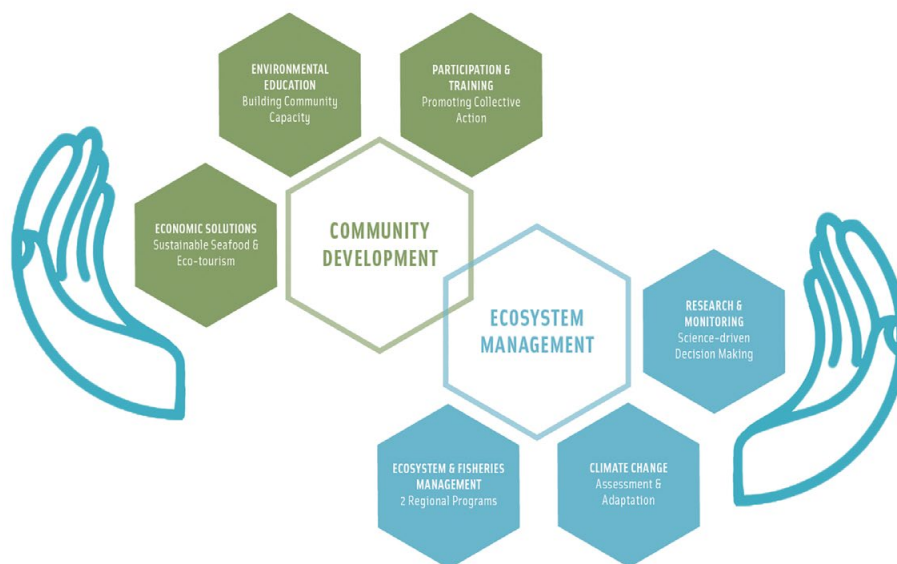 ENVIRONMENTAL
EDUCATION
Building Community
Capacity
PARTICIPATION &
TRAINING
Promoting Collective
Action
ECONOMIC SOLUTIONS
Sustainable Seafood &
Eco-tourism
COMMUNITY
DEVELOPMENT
ECOSYSTEM
MANAGEMENT
RESEARCH &
MONITORING
Science-driven
Decision Making
ECOSYSTEM & FISHERIES
MANAGEMENT
2 Regional Programs
CLIMATE CHANGE
Assessment &
Adaptation